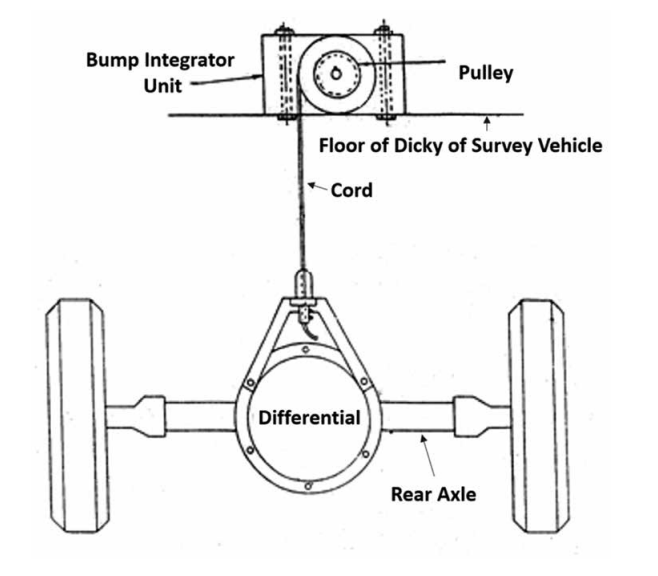 Bump Integrator
Unit
Pulley
Floor of Dicky of Survey Vehicle
Cord
Differential
Rear Axle